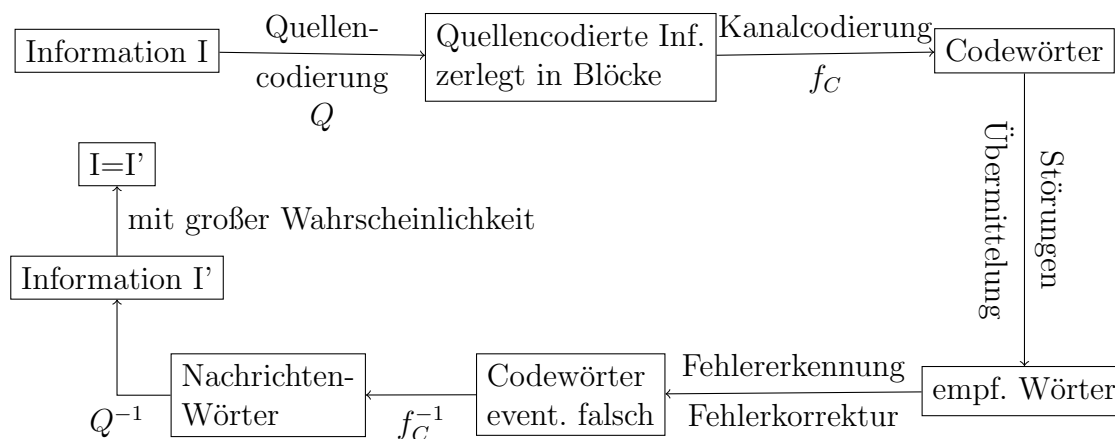 Information I
Quellen-
codierung
Q
Quellencodierte Inf.
zerlegt in Blöcke
Kanalcodierung
f_C
Codewörter
Übermittelung
Störungen
I=I'
mit großer Wahrscheinlichkeit
Information I'
Q^{-1}
Nachrichten-
Wörter
f_C^{-1}
Codewörter
event. falsch
Fehlererkennung
Fehlerkorrektur
empf. Wörter